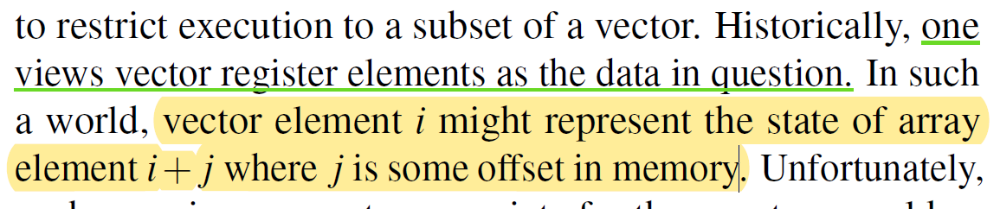 to restrict execution to a subset of a vector. Historically, one
views vector register elements as the data in question. In such
a world, vector element i might represent the state of array
element i + j where j is some offset in memory. Unfortunately,